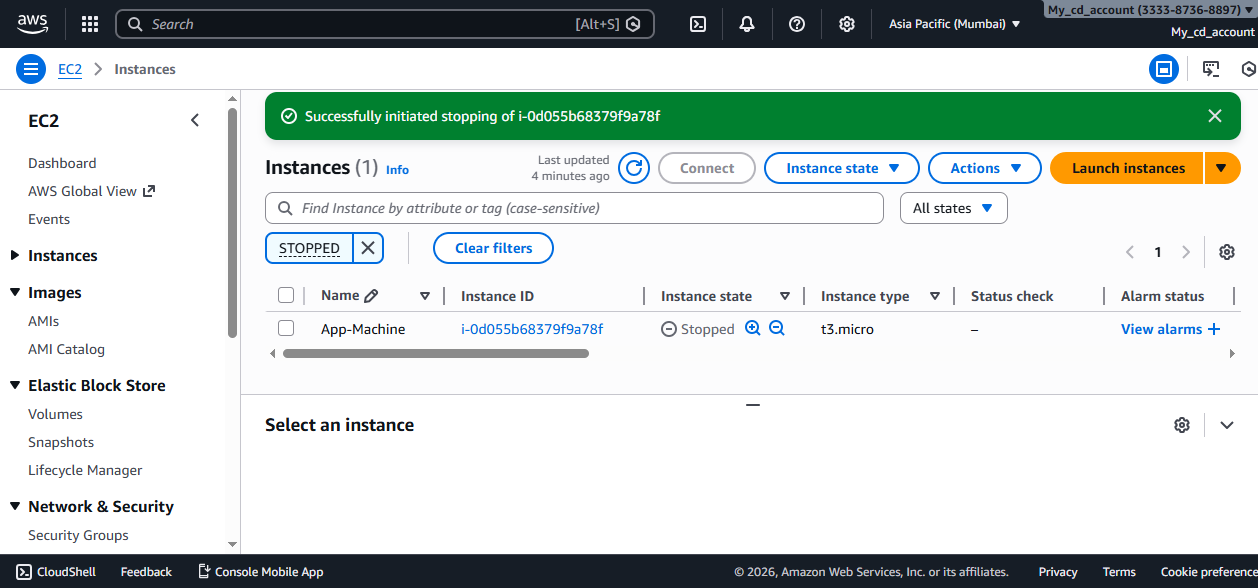 aws
Search [Alt+S]
Asia Pacific (Mumbai)
My_cd_account (3333-8736-8897)
My_cd_account
EC2
Instances
EC2
Dashboard
AWS Global View
Events
Instances
Images
AMIs
AMI Catalog
Elastic Block Store
Volumes
Snapshots
Lifecycle Manager
Network & Security
Security Groups
Successfully initiated stopping of i-0d055b68379f9a78f
Instances (1) Info
Last updated
4 minutes ago
Connect
Instance state
Actions
Launch instances
Find Instance by attribute or tag (case-sensitive)
All states
STOPPED
Clear filters
1
Name Instance ID Instance state Instance type Status check Alarm status
App-Machine i-0d055b68379f9a78f Stopped t3.micro – View alarms +
Select an instance
CloudShell Feedback Console Mobile App © 2026, Amazon Web Services, Inc. or its affiliates. Privacy Terms Cookie preference